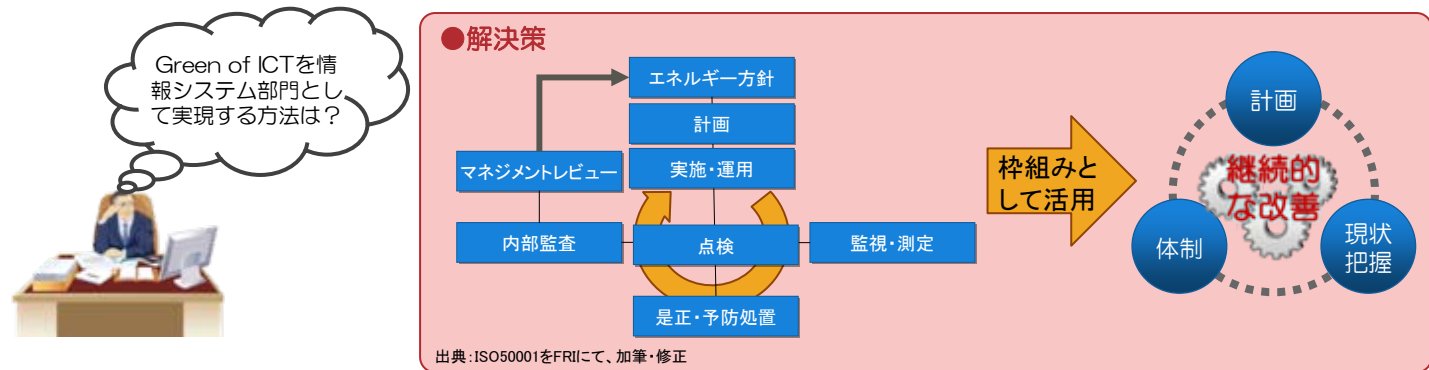 Green of ICTを情
報システム部門とし
て実現する方法は？
●解決策
エネルギー方針
計画
マネジメントレビュー
実施・運用
内部監査
点検
監視・測定
是正・予防処置
出典：ISO50001をFRIにて、加筆・修正
枠組みと
して活用
計画
継続的
な改善
体制
現状
把握